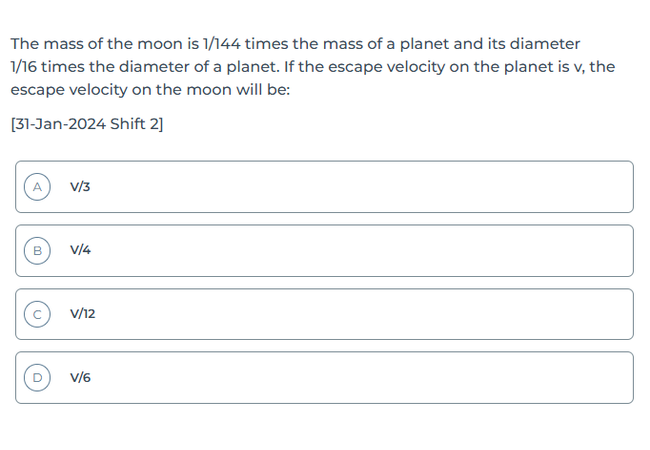 The mass of the moon is 1/144 times the mass of a planet and its diameter
1/16 times the diameter of a planet. If the escape velocity on the planet is v, the
escape velocity on the moon will be:
[31-Jan-2024 Shift 2]
A V/3
B V/4
C V/12
D V/6